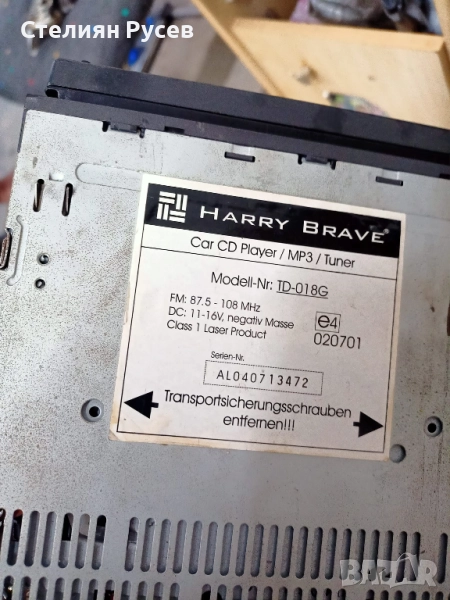 Стелиян Русев
HARRY BRAVE®
Car CD Player / MP3 / Tuner
Modell-Nr: TD-018G
FM: 87.5 - 108 MHz
DC: 11-16V, negativ Masse
Class 1 Laser Product
e4
020701
Serien-Nr.
AL040713472
Transportsicherungsschrauben
entfernen!!!
BAZAR